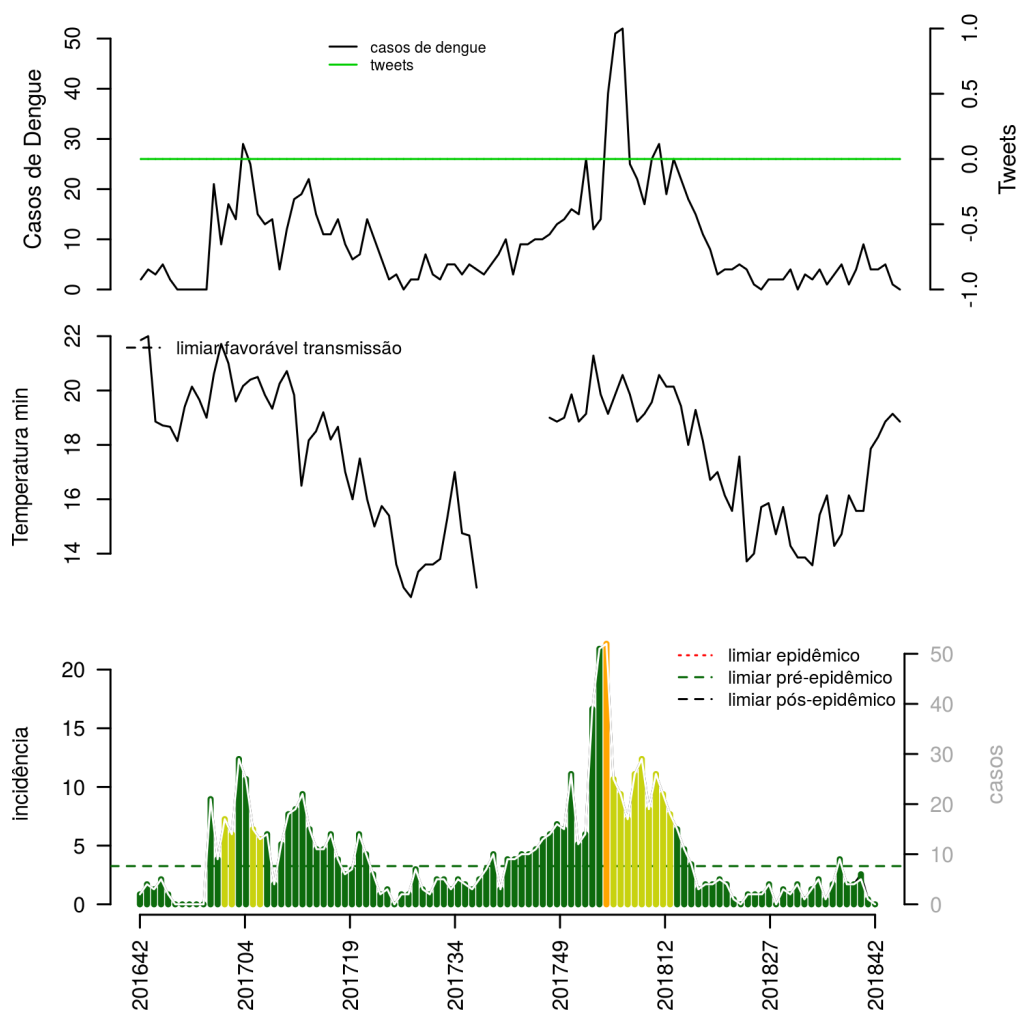 casos de dengue
tweets
Casos de Dengue
0 10 20 30 40 50
Tweets
-1.0 -0.5 0.0 0.5 1.0
limiar favorável transmissão
Temperatura min
14 16 18 20 22
limiar epidêmico
limiar pré-epidêmico
limiar pós-epidêmico
incidência
0 5 10 15 20
casos
0 10 20 30 40 50
201642 201704 201719 201734 201749 201812 201827 201842